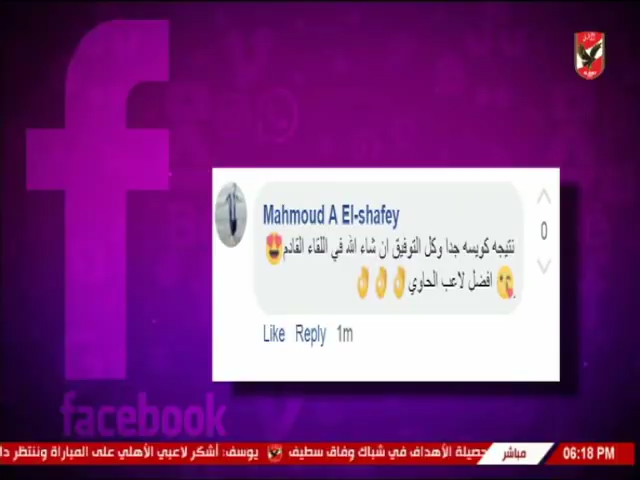 facebook
Mahmoud A El-shafey
نتيجه كويسه جدا وكل التوفيق ان شاء الله في اللقاء القادم😍
😘 افضل لاعب الحاوي👌👌👌
0
Like Reply 1m
06:18 PM
مباشر
حصيلة الأهداف في شباك وفاق سطيف
يوسف: أشكر لاعبي الأهلي على المباراة وننتظر